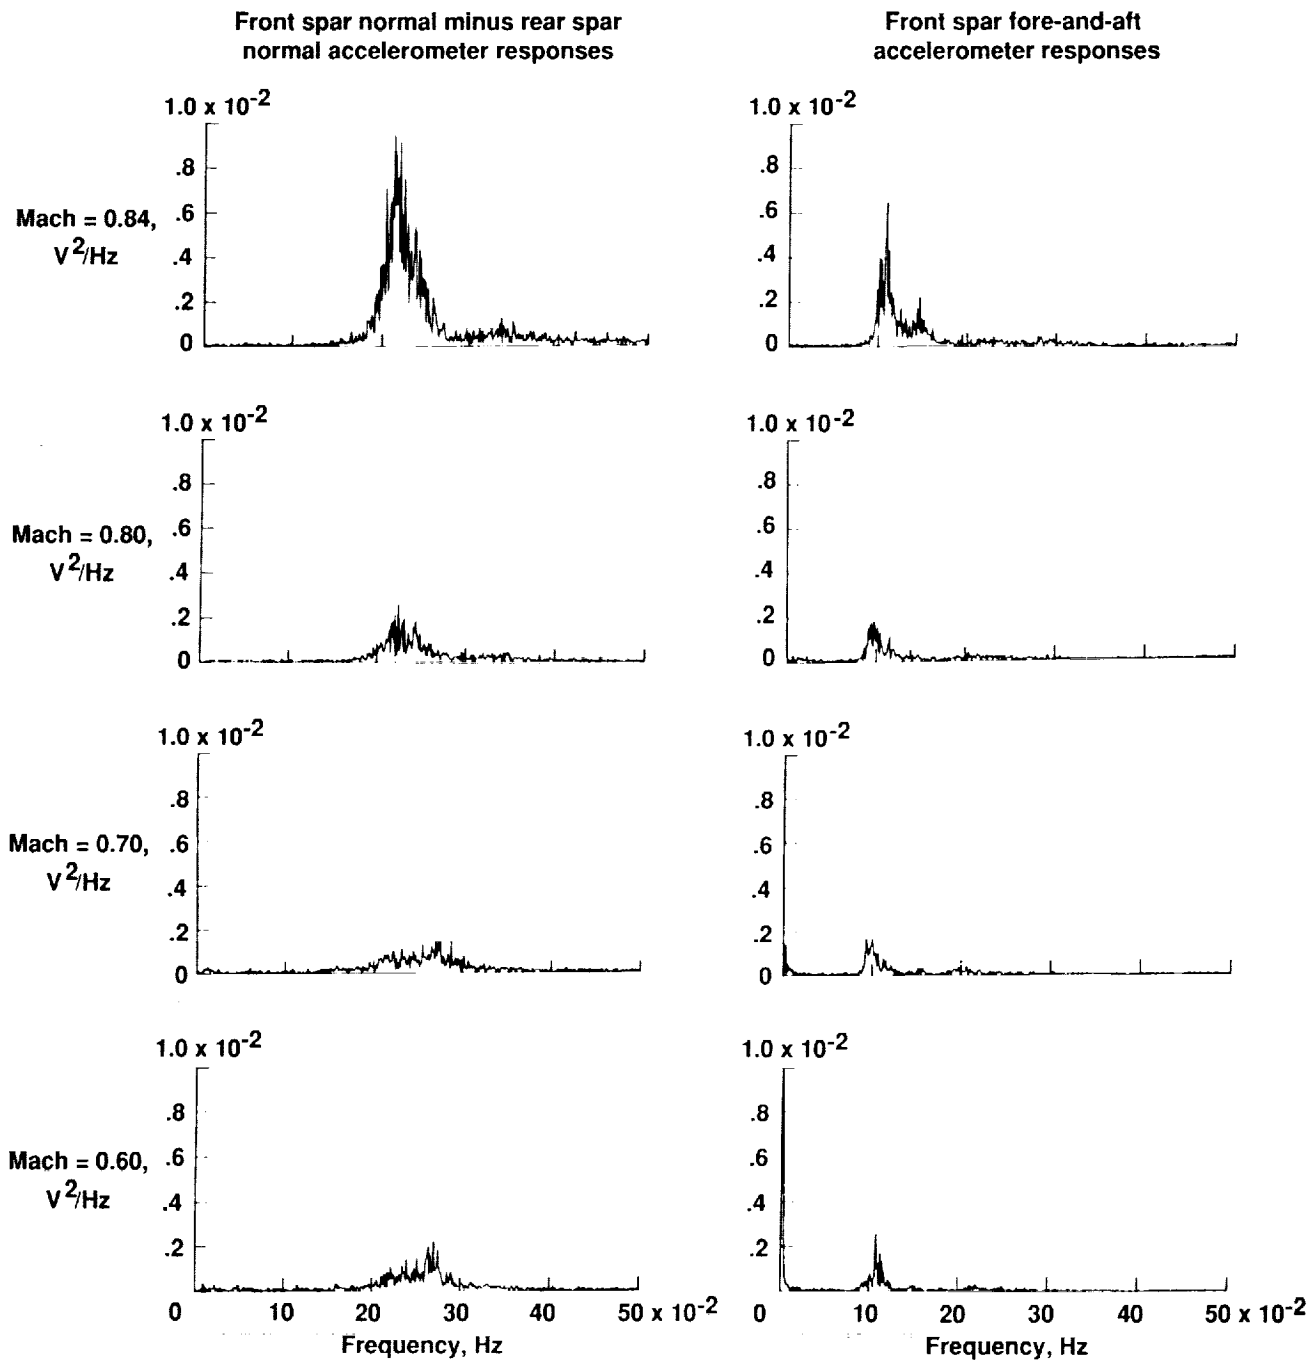 Front spar normal minus rear spar
normal accelerometer responses
Front spar fore-and-aft
accelerometer responses
1.0 x 10-2
.8
.6
.4
.2
0
Mach = 0.84,
V2/Hz
1.0 x 10-2
.8
.6
.4
.2
0
1.0 x 10-2
.8
.6
.4
.2
0
Mach = 0.80,
V2/Hz
1.0 x 10-2
.8
.6
.4
.2
0
1.0 x 10-2
.8
.6
.4
.2
0
Mach = 0.70,
V2/Hz
1.0 x 10-2
.8
.6
.4
.2
0
1.0 x 10-2
.8
.6
.4
.2
Mach = 0.60,
V2/Hz
0 10 20 30 40 50 x 10-2
Frequency, Hz
1.0 x 10-2
.8
.6
.4
.2
0 10 20 30 40 50 x 10-2
Frequency, Hz